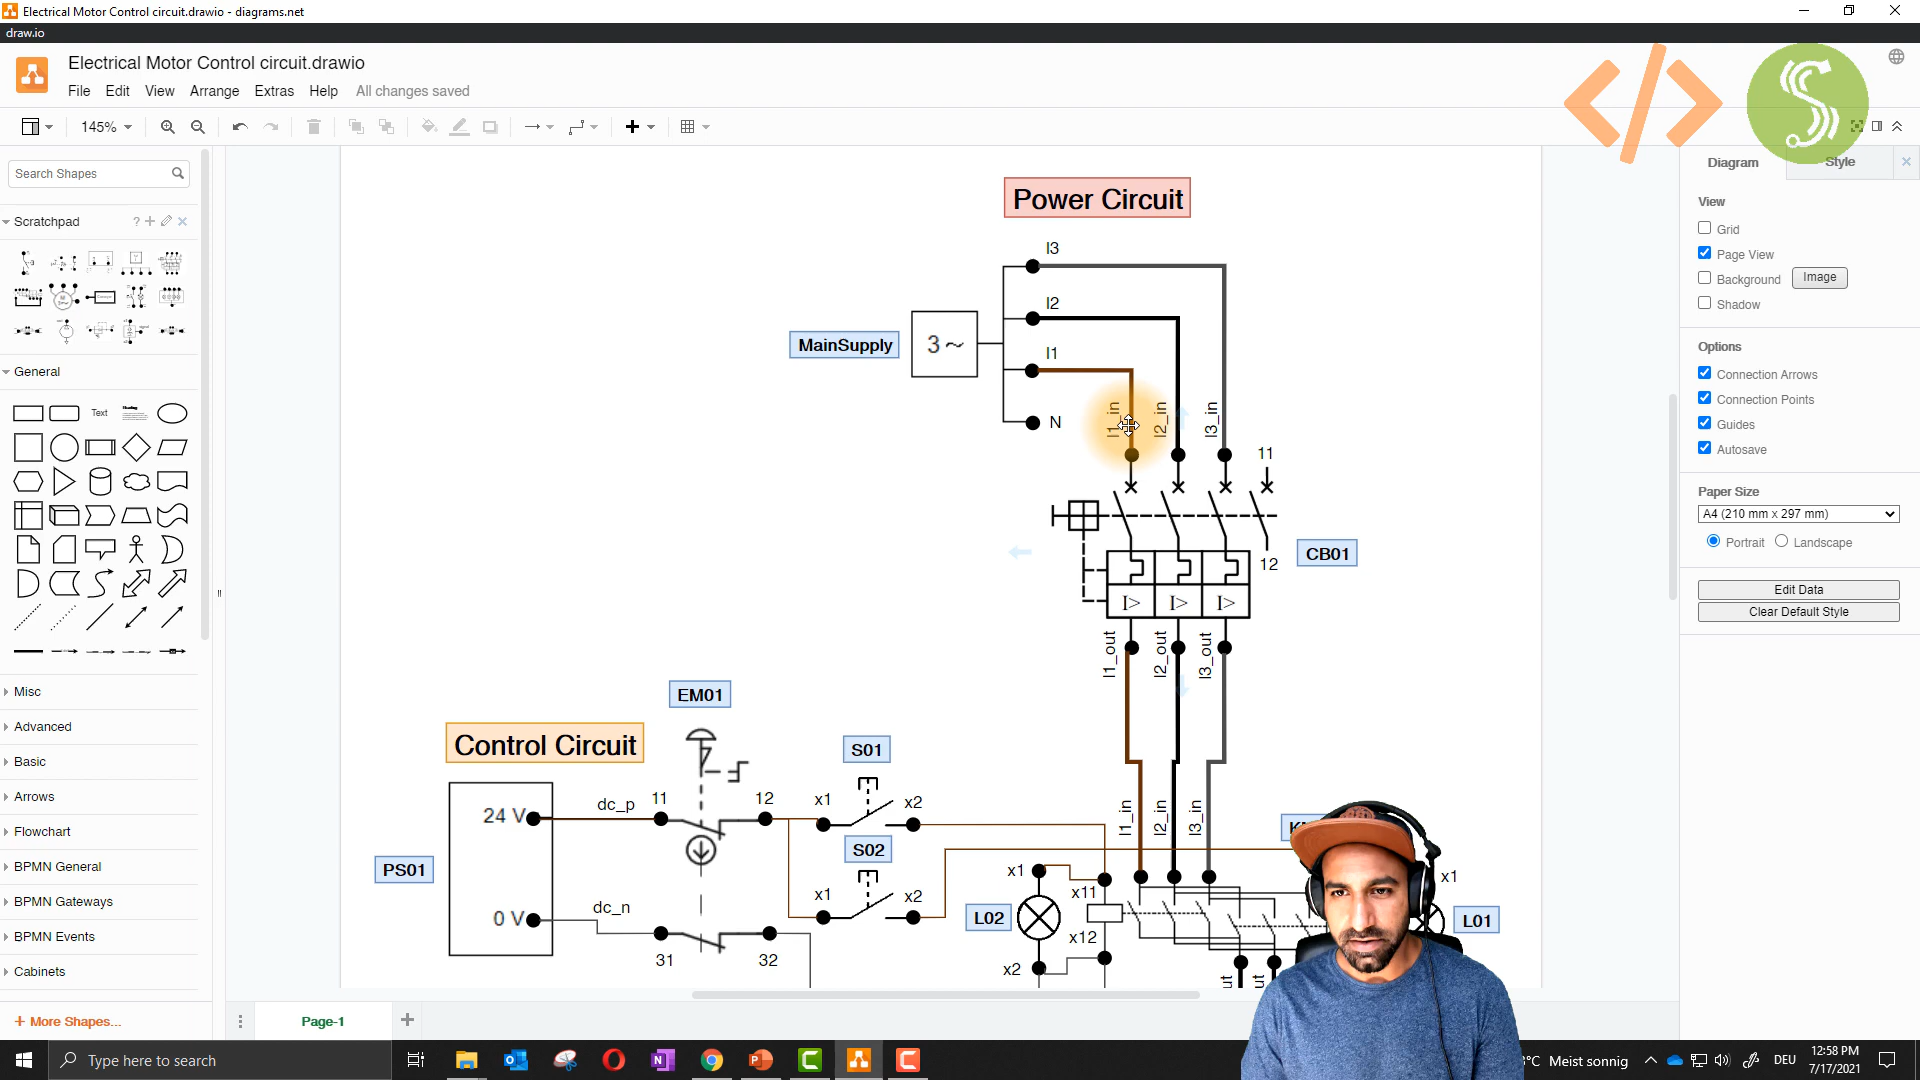 Electrical Motor Control circuit.drawio - diagrams.net
draw.io
Electrical Motor Control circuit.drawio
File Edit View Arrange Extras Help All changes saved
145%
Search Shapes
Scratchpad
?
General
Text
Heading
Misc
Advanced
Basic
Arrows
Flowchart
BPMN General
BPMN Gateways
BPMN Events
Cabinets
+ More Shapes...
Page-1
Power Circuit
l3
l2
l1
N
MainSupply
3 ~
l1_in
l2_in
l3_in
11
12
CB01
I> I> I>
l1_out
l2_out
l3_out
Control Circuit
EM01
S01
24 V
dc_p
11
12
x1
x2
S02
PS01
0 V
dc_n
31
32
x1
x2
l1_in
l2_in
l3_in
x1
x11
L02
x12
x2
x1
L01
ut
ut
Diagram
Style
View
Grid
Page View
Background
Image
Shadow
Options
Connection Arrows
Connection Points
Guides
Autosave
Paper Size
A4 (210 mm x 297 mm)
Portrait
Landscape
Edit Data
Clear Default Style
Type here to search
°C Meist sonnig
DEU
12:58 PM
7/17/2021